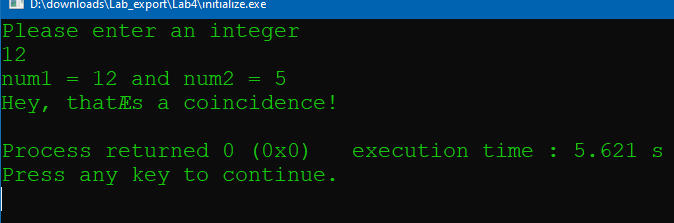 D:\downloads\Lab_export\Lab4\initialize.exe
Please enter an integer
12
num1 = 12 and num2 = 5
Hey, thatÆs a coincidence!
Process returned 0 (0x0)   execution time : 5.621 s
Press any key to continue.